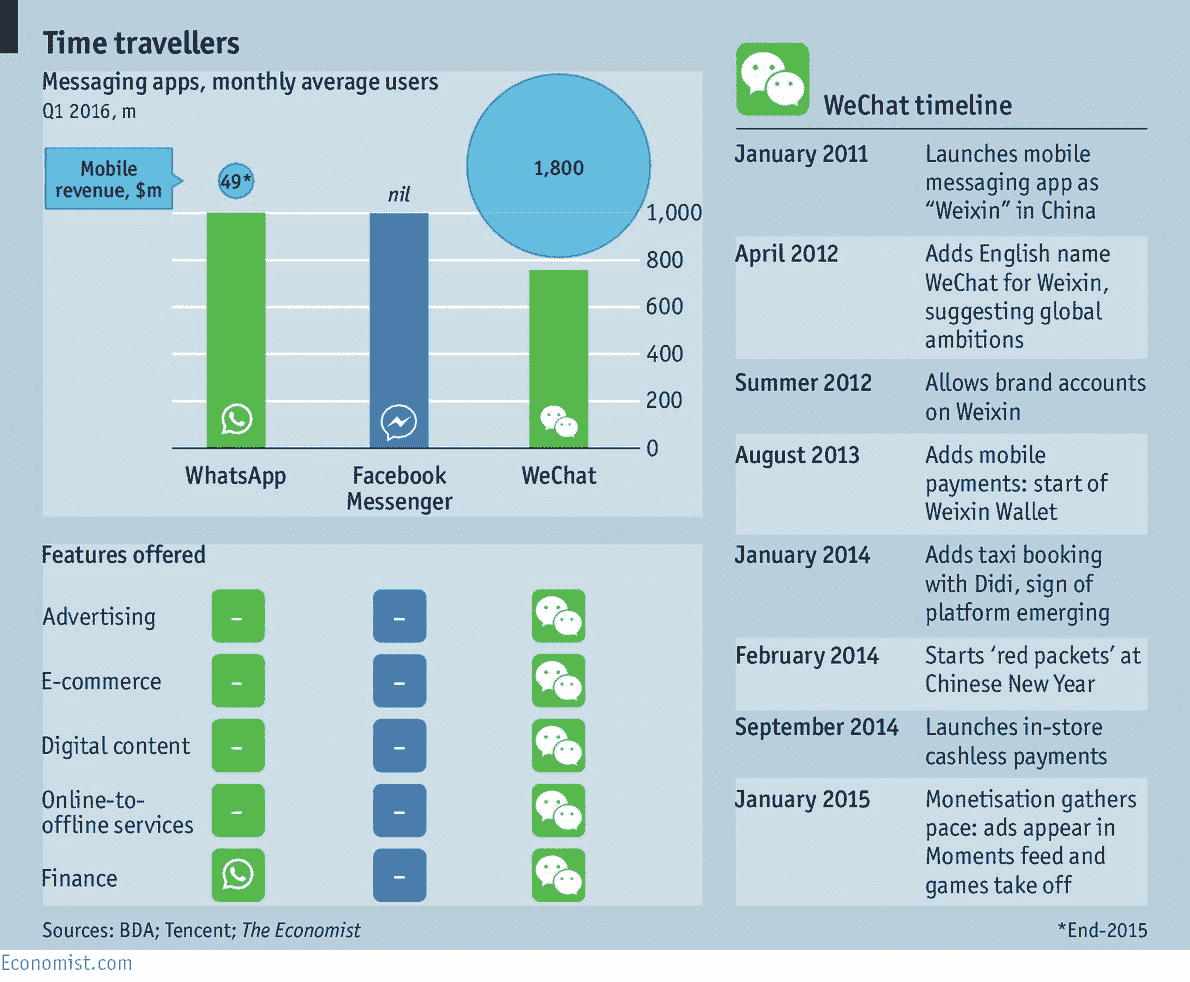 Time travellers
Messaging apps, monthly average users
Q1 2016, m
Mobile
revenue, $m
49*
nil
1,800
1,000
800
600
400
200
0
WhatsApp
Facebook
Messenger
WeChat
Features offered
Advertising
–
–
E-commerce
–
–
Digital content
–
–
Online-to-
offline services
–
–
Finance
–
WeChat timeline
January 2011
Launches mobile
messaging app as
“Weixin” in China
April 2012
Adds English name
WeChat for Weixin,
suggesting global
ambitions
Summer 2012
Allows brand accounts
on Weixin
August 2013
Adds mobile
payments: start of
Weixin Wallet
January 2014
Adds taxi booking
with Didi, sign of
platform emerging
February 2014
Starts ‘red packets’ at
Chinese New Year
September 2014
Launches in-store
cashless payments
January 2015
Monetisation gathers
pace: ads appear in
Moments feed and
games take off
Sources: BDA; Tencent; The Economist
*End-2015
Economist.com